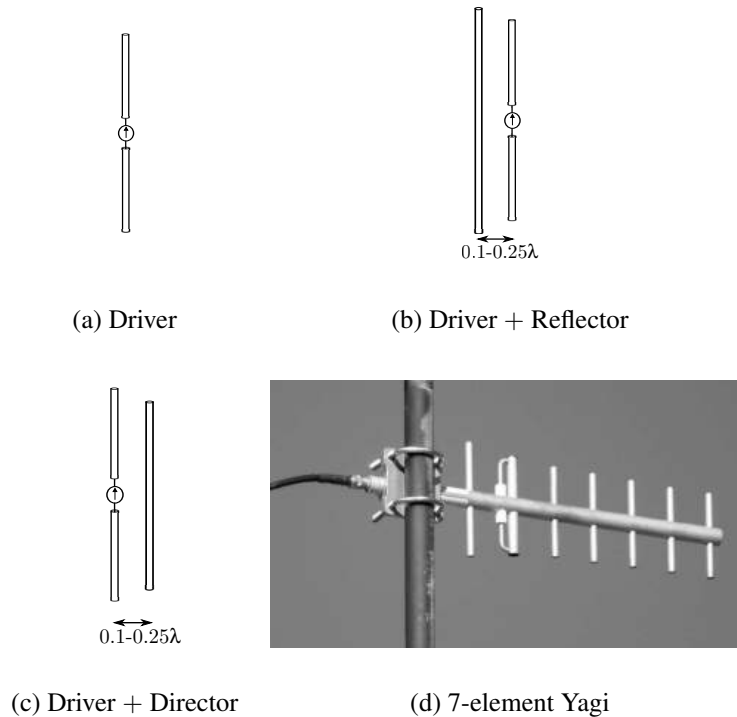 0.1-0.25λ
(a) Driver
(b) Driver + Reflector
0.1-0.25λ
(c) Driver + Director
(d) 7-element Yagi